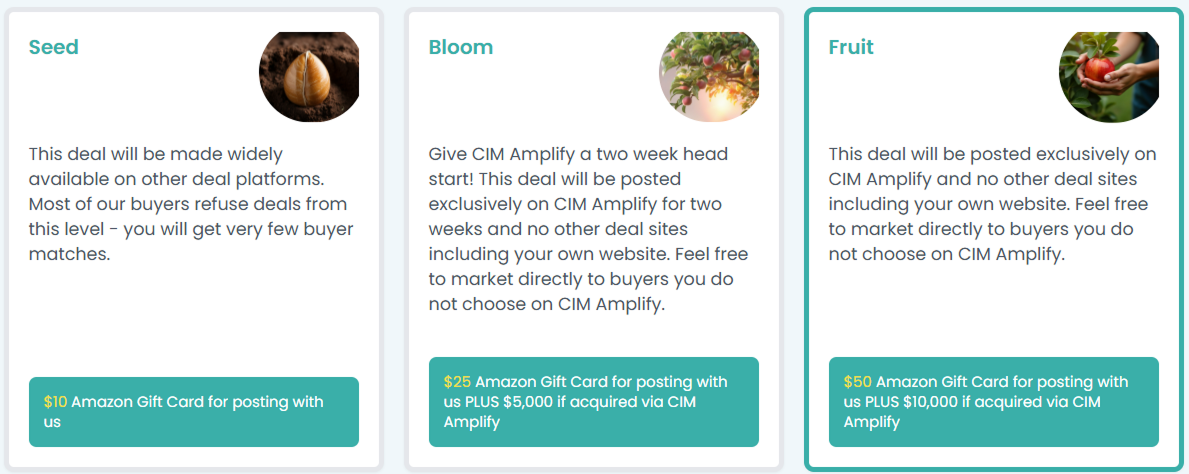 Seed
This deal will be made widely
available on other deal platforms.
Most of our buyers refuse deals from
this level - you will get very few buyer
matches.
$10 Amazon Gift Card for posting with
us
Bloom
Give CIM Amplify a two week head
start! This deal will be posted
exclusively on CIM Amplify for two
weeks and no other deal sites
including your own website. Feel free
to market directly to buyers you do
not choose on CIM Amplify.
$25 Amazon Gift Card for posting with
us PLUS $5,000 if acquired via CIM
Amplify
Fruit
This deal will be posted exclusively on
CIM Amplify and no other deal sites
including your own website. Feel free
to market directly to buyers you do
not choose on CIM Amplify.
$50 Amazon Gift Card for posting with
us PLUS $10,000 if acquired via CIM
Amplify